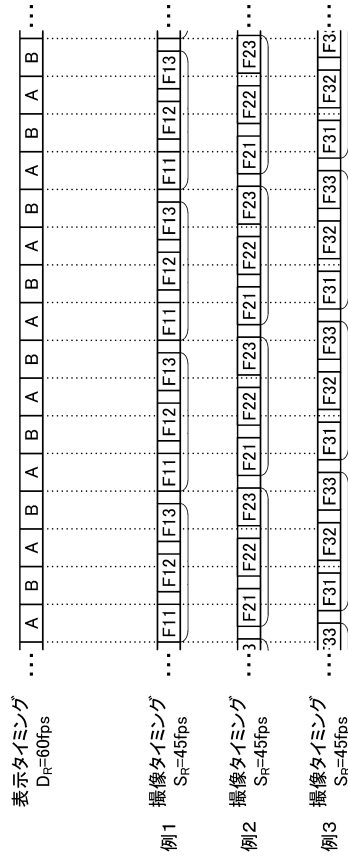 表示タイミング
D_R=60fps
… A B A B A B A B A B A B A B A B …
例1
撮像タイミング
S_R=45fps
… F11 F12 F13 F11 F12 F13 F11 F12 F13 F11 F12 F13 …
例2
撮像タイミング
S_R=45fps
… 3 F21 F22 F23 F21 F22 F23 F21 F22 F23 F21 F22 F23 …
例3
撮像タイミング
S_R=45fps
… 33 F31 F32 F33 F31 F32 F33 F31 F32 F33 F31 F32 F3 …